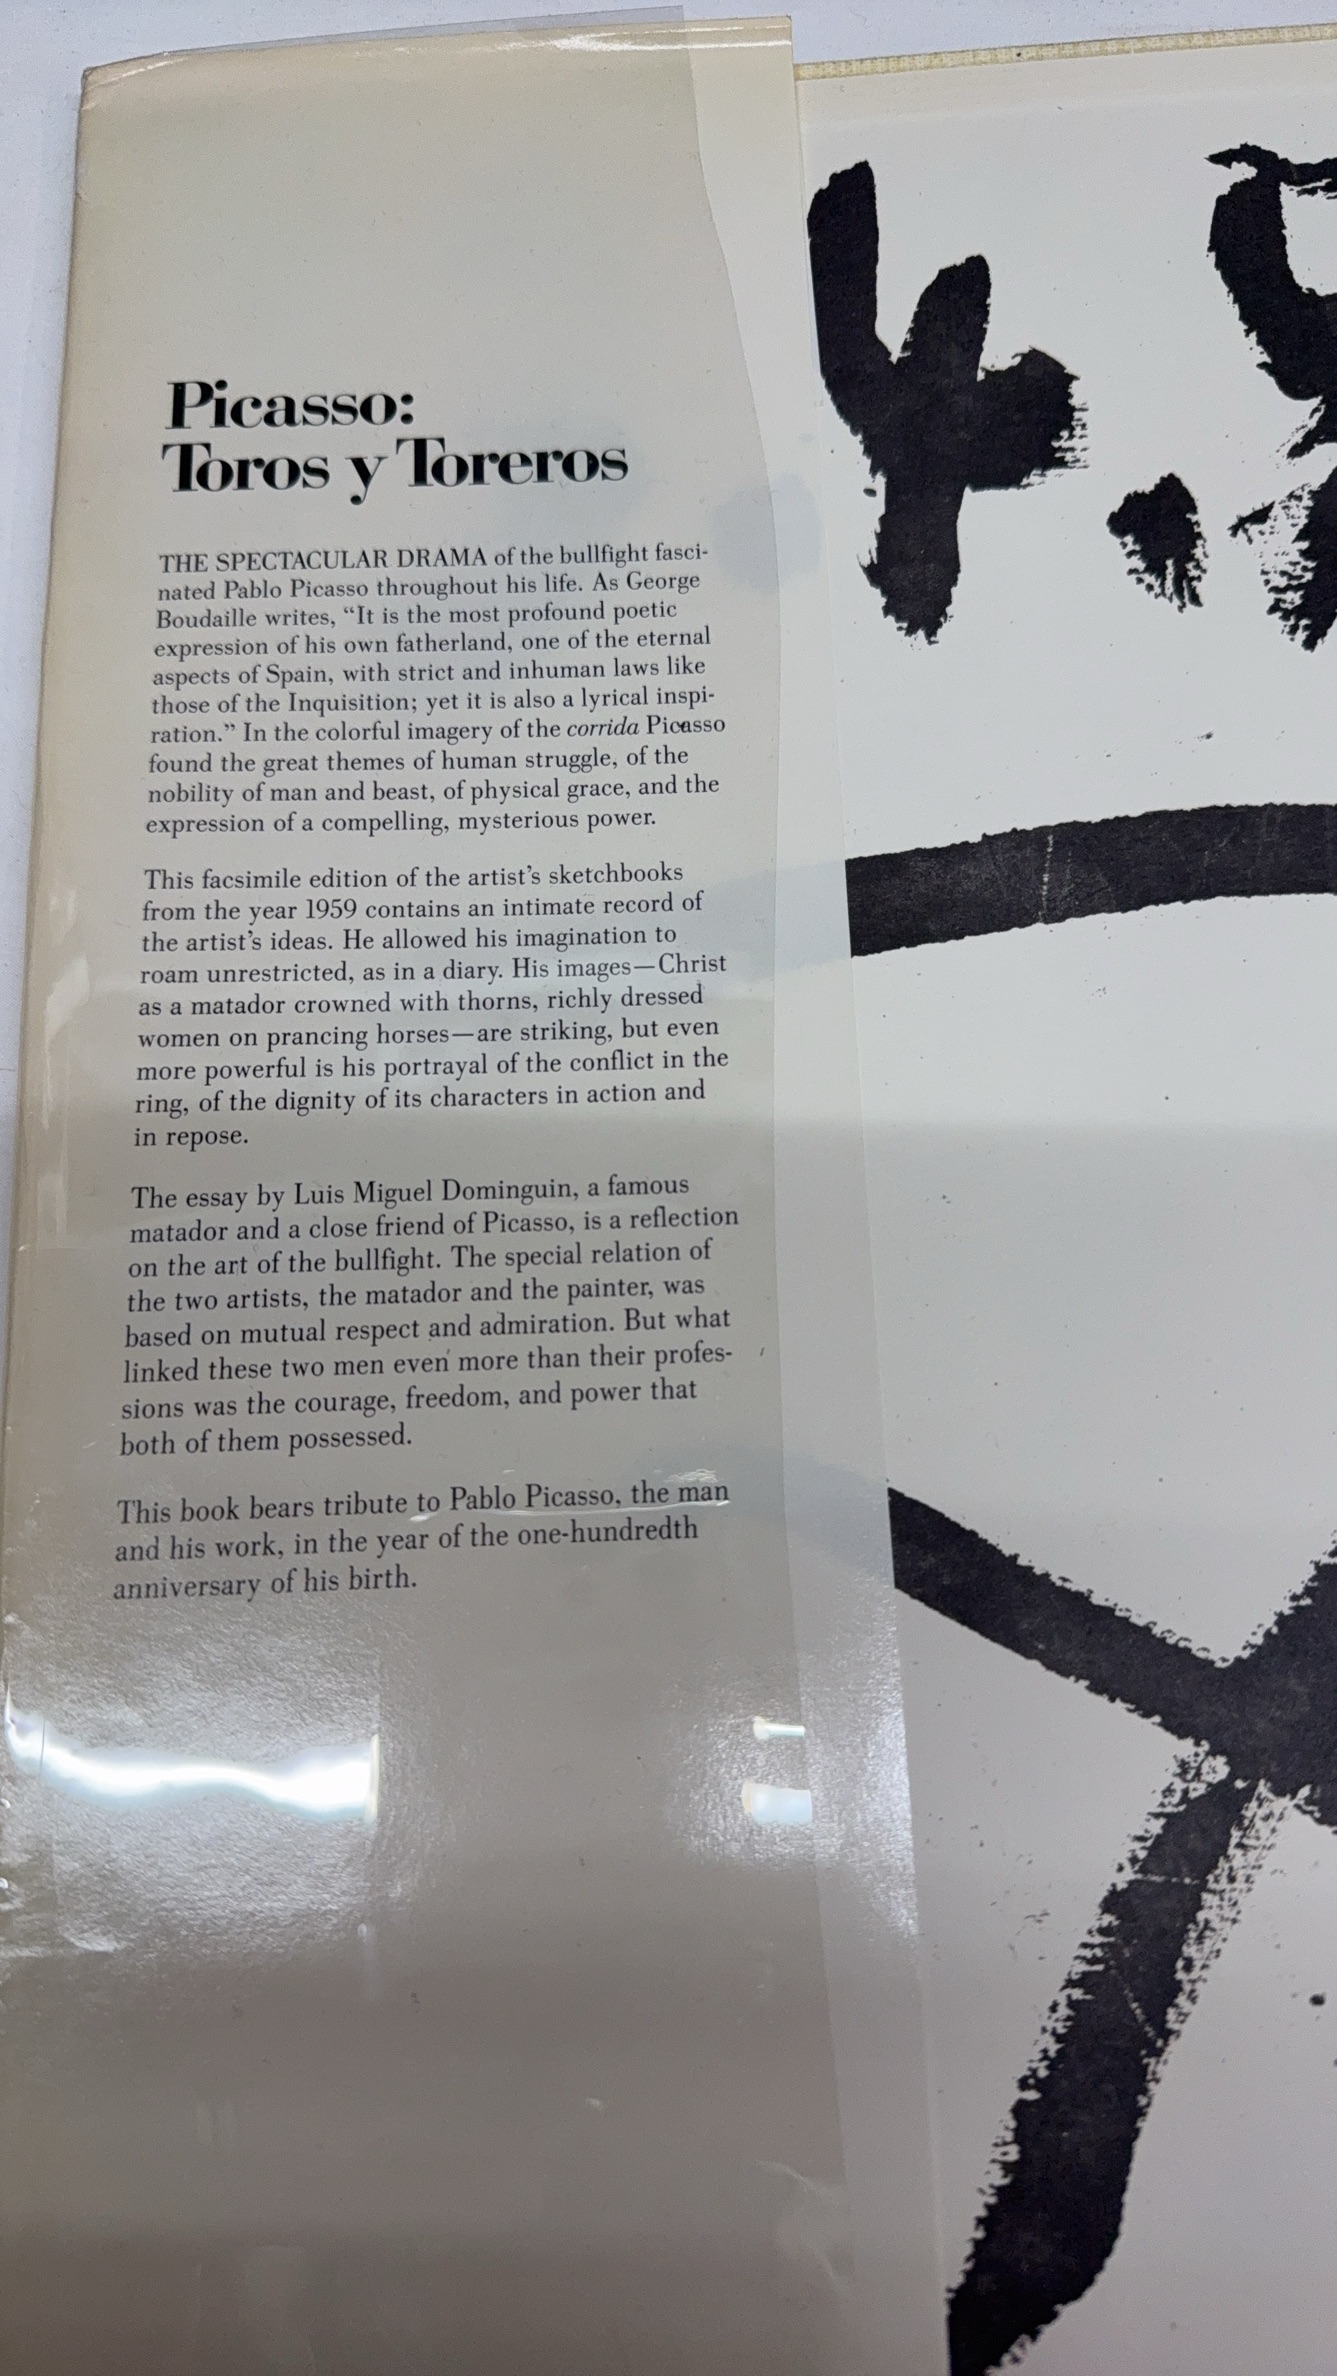 Picasso:
Toros y Toreros
THE SPECTACULAR DRAMA of the bullfight fasci-
nated Pablo Picasso throughout his life. As George
Boudaille writes, “It is the most profound poetic
expression of his own fatherland, one of the eternal
aspects of Spain, with strict and inhuman laws like
those of the Inquisition; yet it is also a lyrical inspi-
ration.” In the colorful imagery of the corrida Picasso
found the great themes of human struggle, of the
nobility of man and beast, of physical grace, and the
expression of a compelling, mysterious power.
This facsimile edition of the artist’s sketchbooks
from the year 1959 contains an intimate record of
the artist’s ideas. He allowed his imagination to
roam unrestricted, as in a diary. His images—Christ
as a matador crowned with thorns, richly dressed
women on prancing horses—are striking, but even
more powerful is his portrayal of the conflict in the
ring, of the dignity of its characters in action and
in repose.
The essay by Luis Miguel Dominguin, a famous
matador and a close friend of Picasso, is a reflection
on the art of the bullfight. The special relation of
the two artists, the matador and the painter, was
based on mutual respect and admiration. But what
linked these two men even more than their profes-
sions was the courage, freedom, and power that
both of them possessed.
This book bears tribute to Pablo Picasso, the man
and his work, in the year of the one-hundredth
anniversary of his birth.